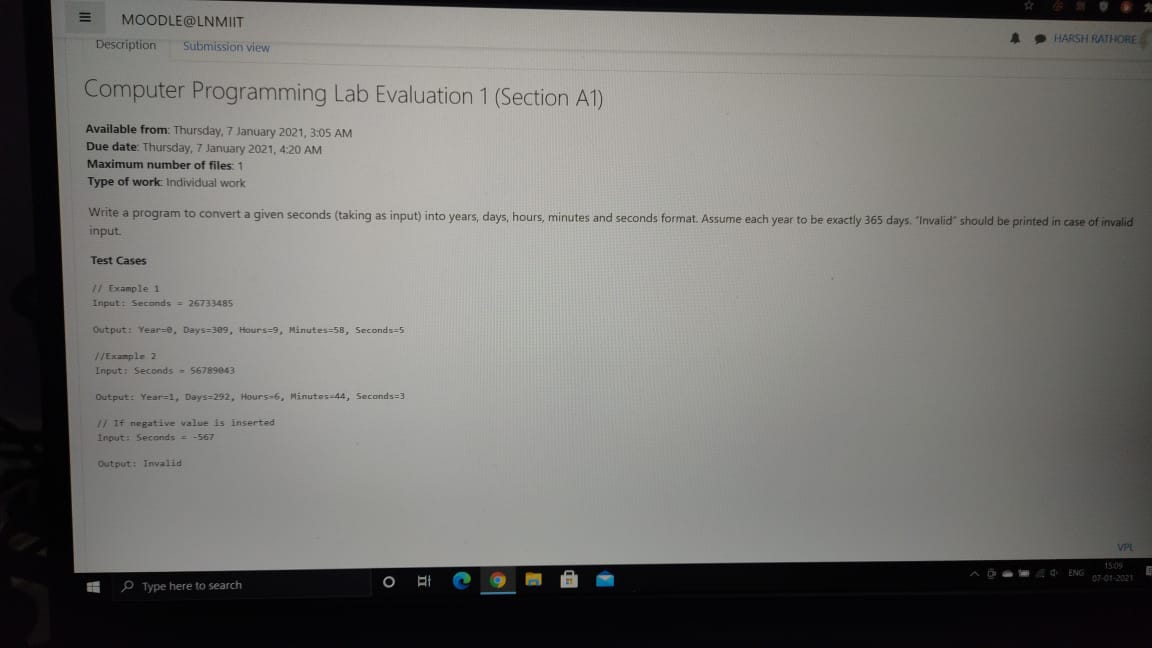 MOODLE@LNMIIT
HARSH RATHORE
Description
Submission view
Computer Programming Lab Evaluation 1 (Section A1)
Available from: Thursday, 7 January 2021, 3:05 AM
Due date: Thursday, 7 January 2021, 4:20 AM
Maximum number of files: 1
Type of work: Individual work
Write a program to convert a given seconds (taking as input) into years, days, hours, minutes and seconds format. Assume each year to be exactly 365 days. "Invalid" should be printed in case of invalid
input.
Test Cases
// Example 1
Input: Seconds = 26733485
Output: Year=0, Days=309, Hours=9, Minutes=58, Seconds=5
//Example 2
Input: Seconds = 56789043
Output: Year=1, Days=292, Hours=6, Minutes=44, Seconds=3
// If negative value is inserted
Input: Seconds = -567
Output: Invalid
VPL
Type here to search
ENG
15:09
07-01-2021